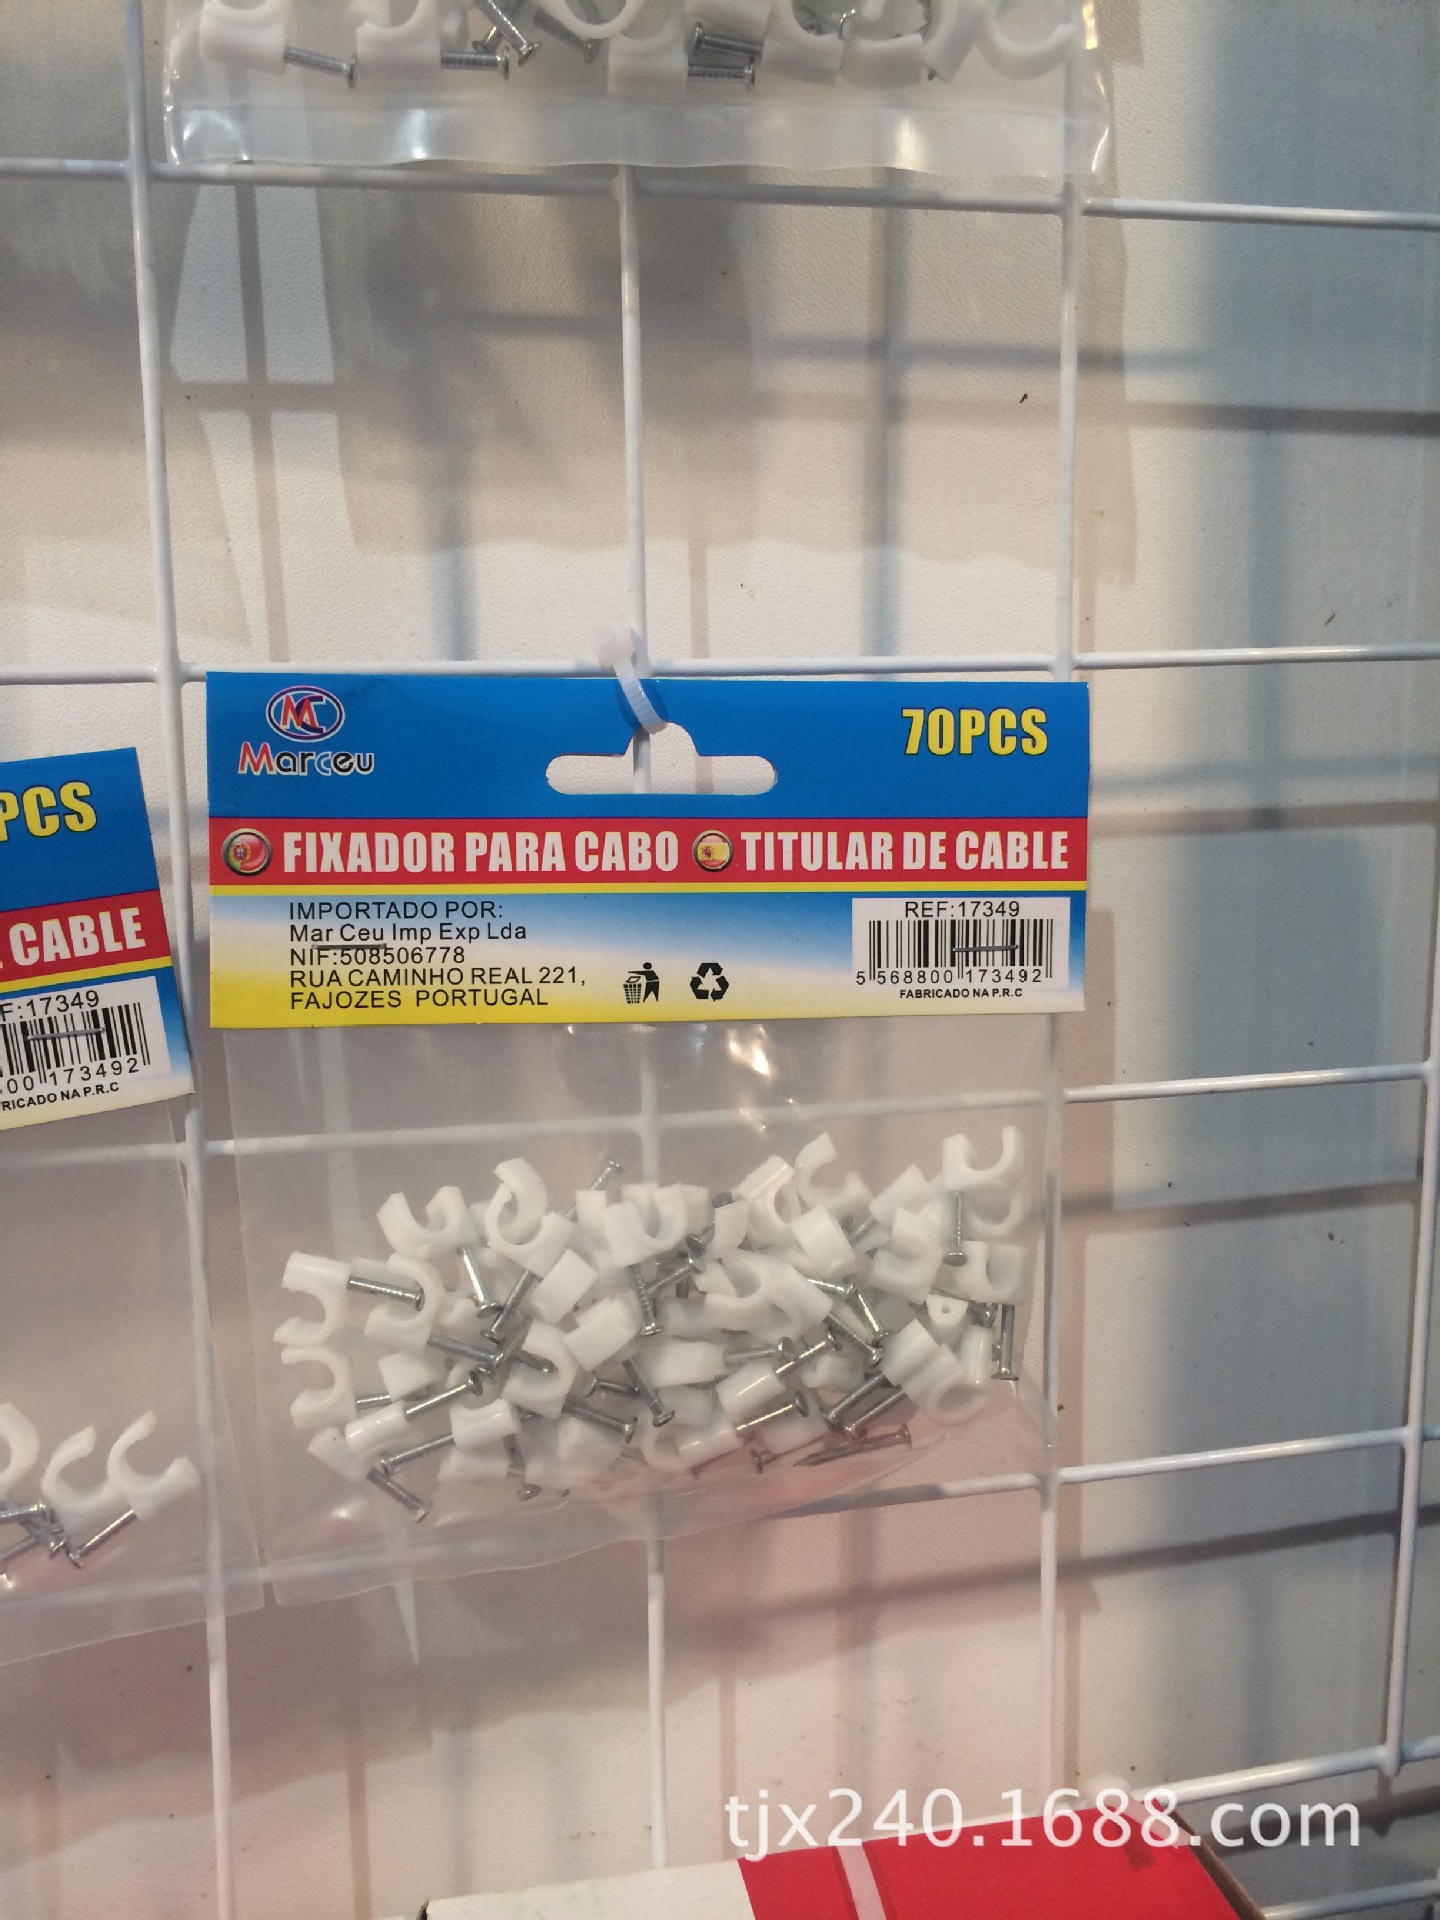 MC
Marceu
70PCS
FIXADOR PARA CABO TITULAR DE CABLE
IMPORTADO POR:
Mar Ceu Imp Exp Lda
NIF:508506778
RUA CAMINHO REAL 221,
FAJOZES PORTUGAL
REF:17349
5 568800 173492
FABRICADO NA P.R.C
PCS
CABLE
F:17349
00 173492
RICADO NA P.R.C
tjx240.1688.com